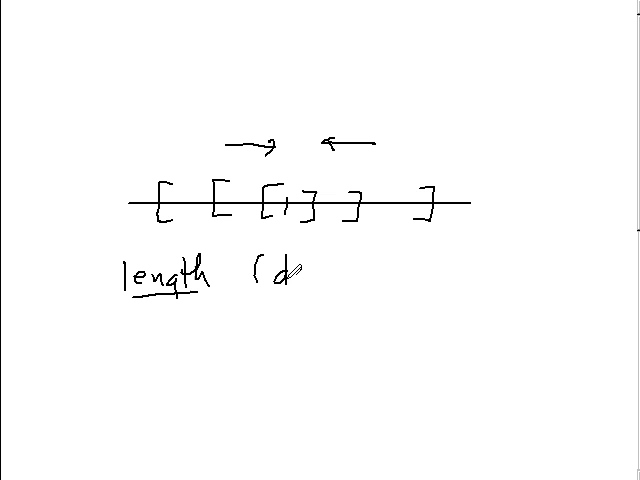 [ [ [ ] ] ]
length (d